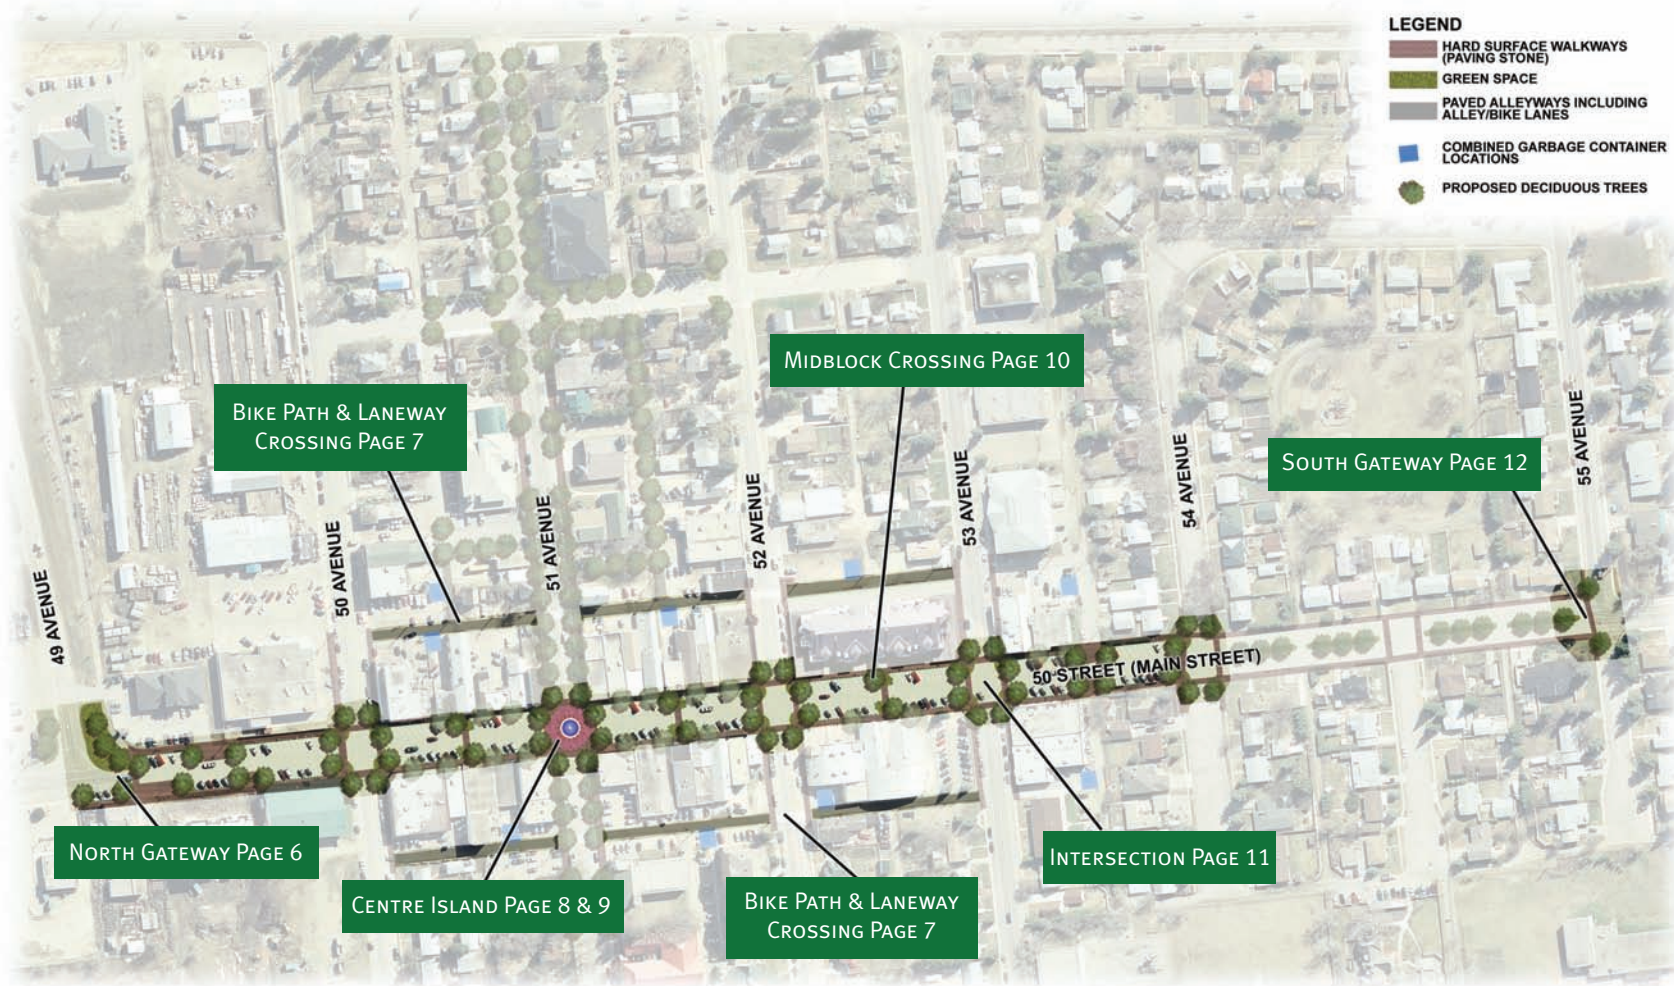 LEGEND
HARD SURFACE WALKWAYS
(PAVING STONE)
GREEN SPACE
PAVED ALLEYWAYS INCLUDING
ALLEY/BIKE LANES
COMBINED GARBAGE CONTAINER
LOCATIONS
PROPOSED DECIDUOUS TREES
MIDBLOCK CROSSING PAGE 10
BIKE PATH & LANEWAY
CROSSING PAGE 7
SOUTH GATEWAY PAGE 12
49 AVENUE
50 AVENUE
51 AVENUE
52 AVENUE
53 AVENUE
54 AVENUE
55 AVENUE
50 STREET (MAIN STREET)
NORTH GATEWAY PAGE 6
CENTRE ISLAND PAGE 8 & 9
BIKE PATH & LANEWAY
CROSSING PAGE 7
INTERSECTION PAGE 11